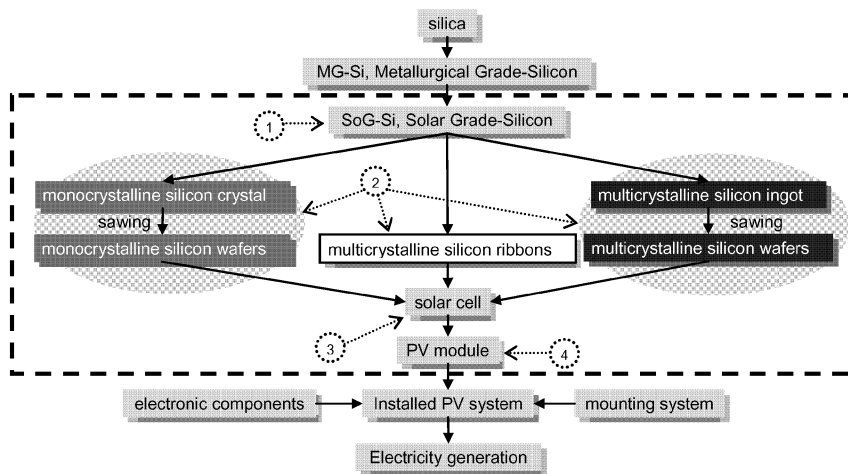 silica
MG-Si, Metallurgical Grade-Silicon
1
SoG-Si, Solar Grade-Silicon
monocrystalline silicon crystal
2
multicrystalline silicon ingot
sawing
sawing
monocrystalline silicon wafers
multicrystalline silicon ribbons
multicrystalline silicon wafers
solar cell
3
PV module
4
electronic components
Installed PV system
mounting system
Electricity generation